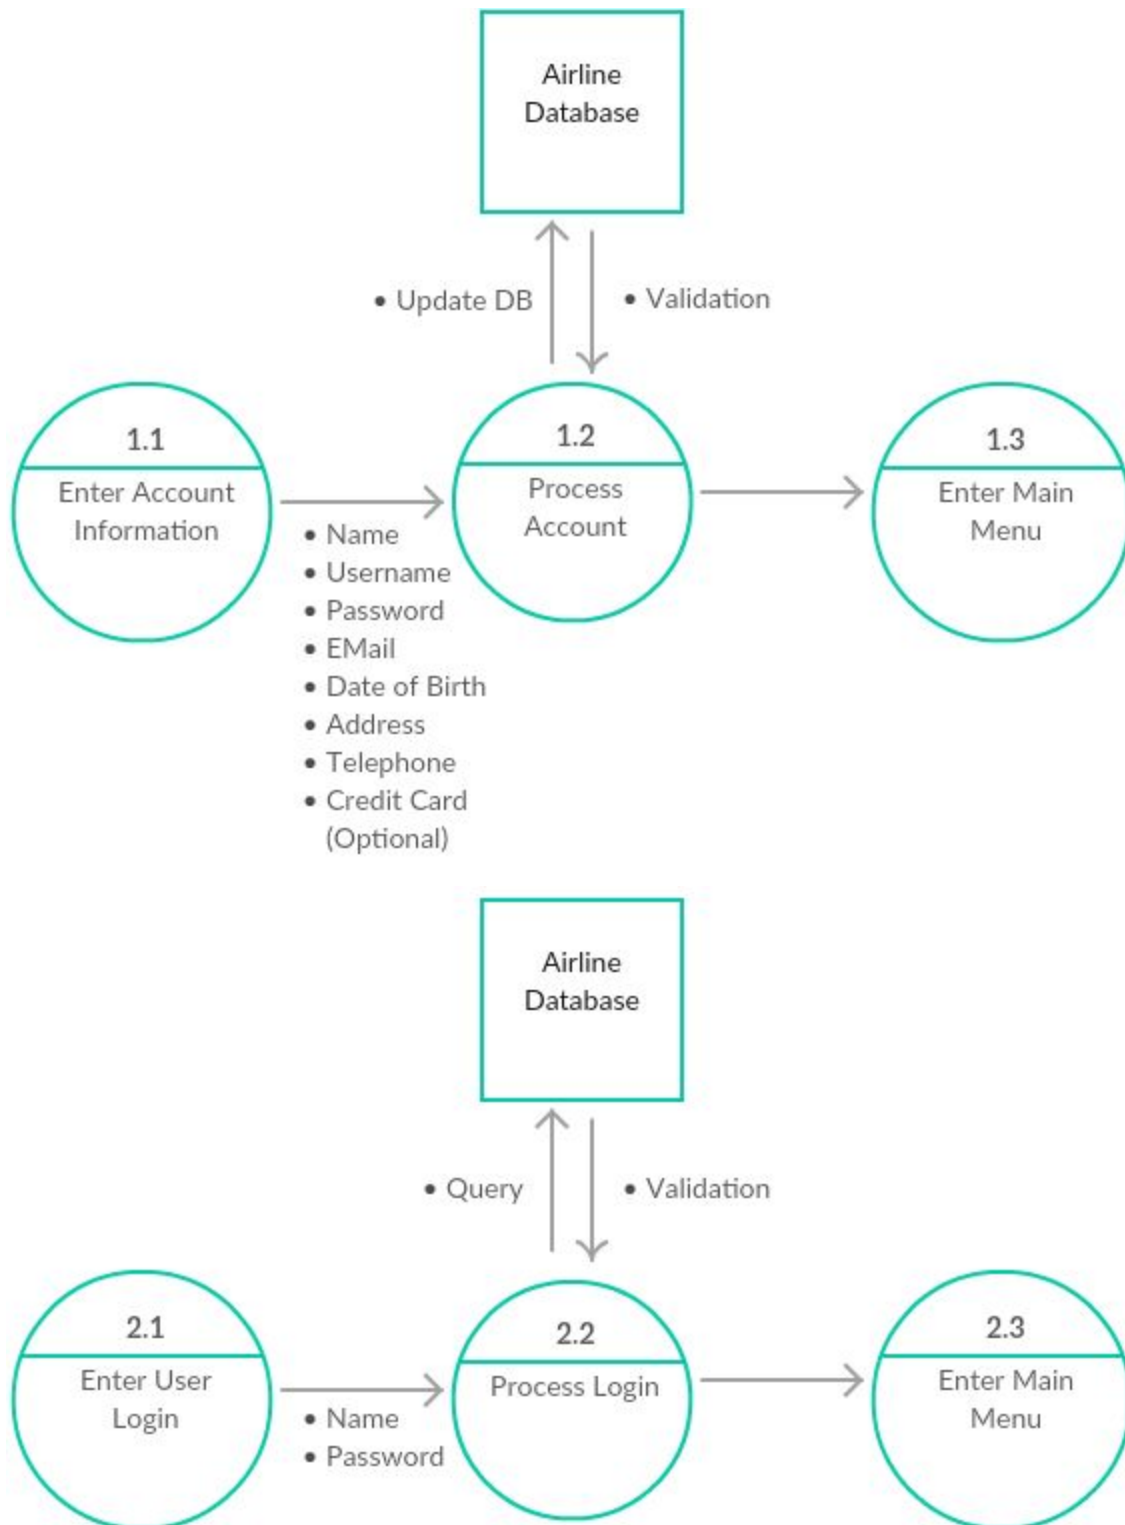 Airline
Database
• Update DB
• Validation
1.1
Enter Account
Information
1.2
Process
Account
1.3
Enter Main
Menu
• Name
• Username
• Password
• EMail
• Date of Birth
• Address
• Telephone
• Credit Card
(Optional)
Airline
Database
• Query
• Validation
2.1
Enter User
Login
2.2
Process Login
2.3
Enter Main
Menu
• Name
• Password